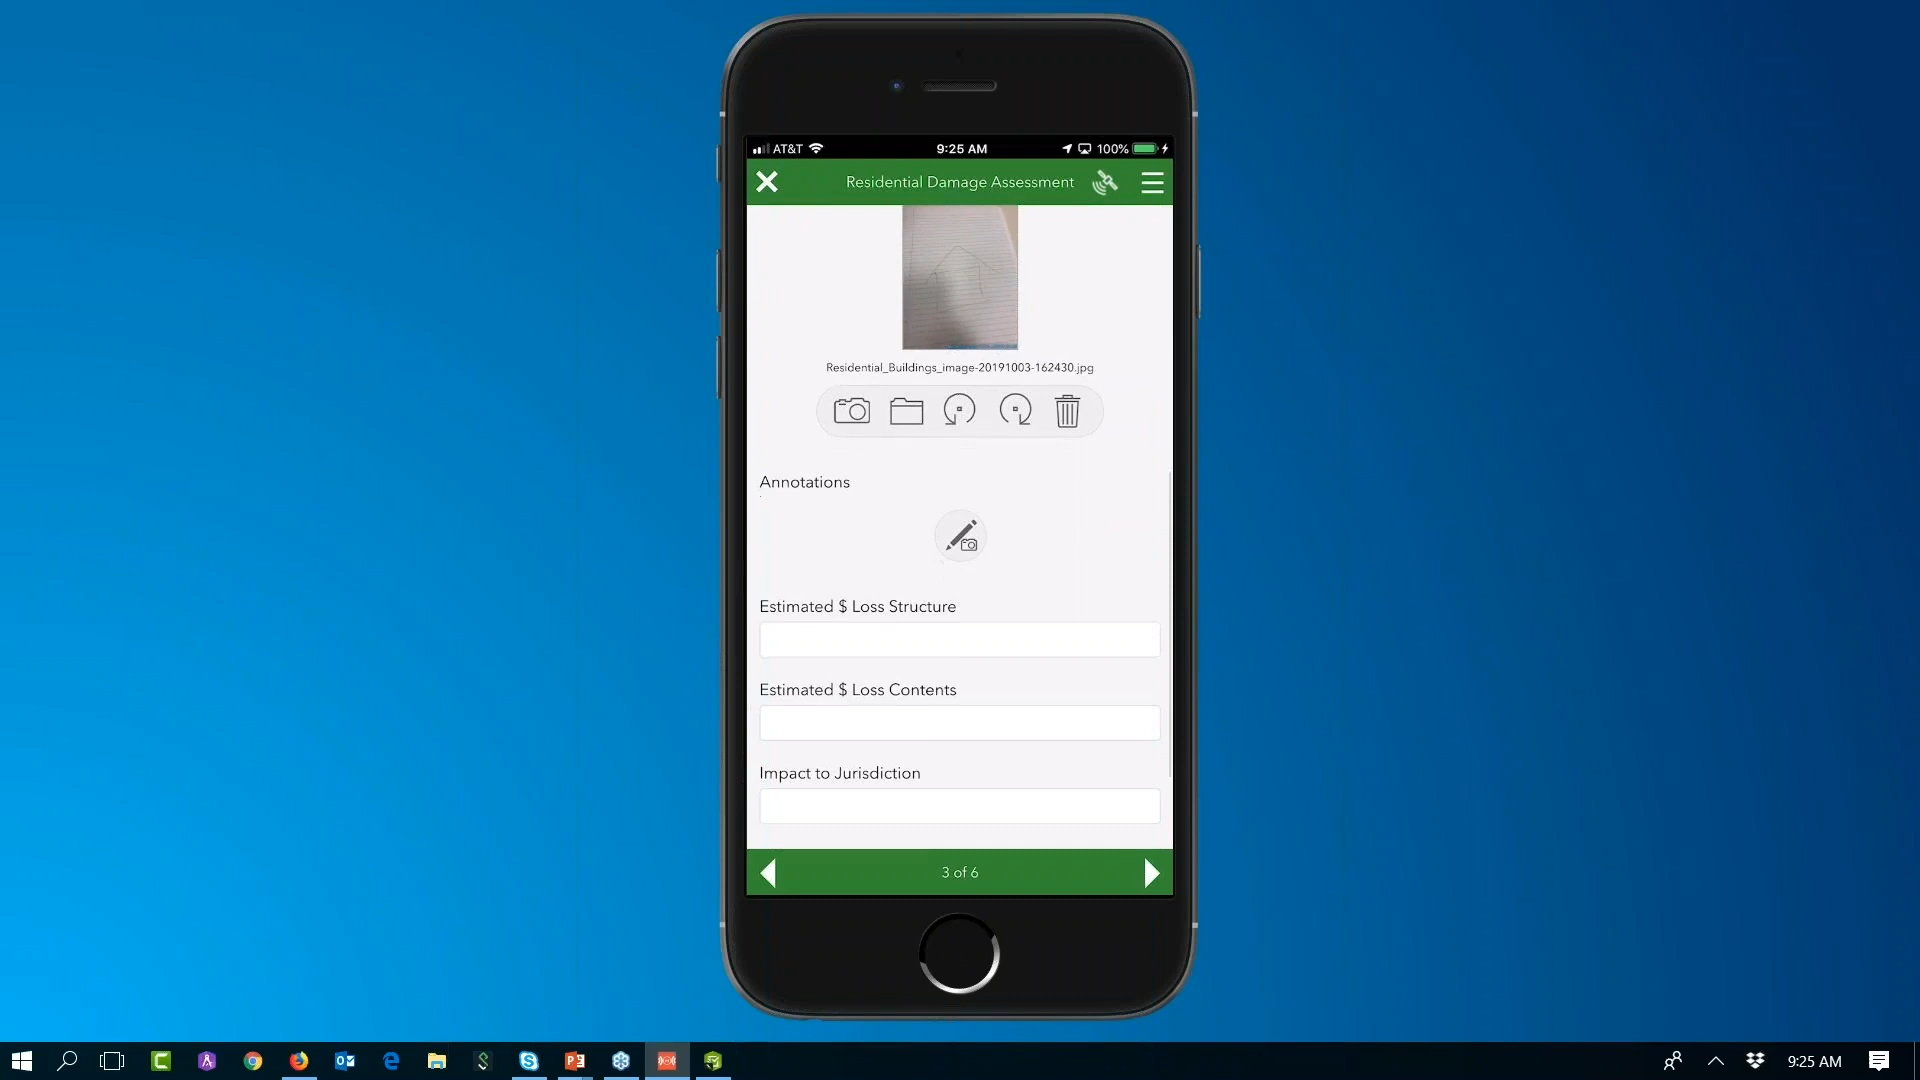 AT&T 9:25 AM 100%
Residential Damage Assessment
Residential_Buildings_image-20191003-162430.jpg
Annotations
Estimated $ Loss Structure
Estimated $ Loss Contents
Impact to Jurisdiction
3 of 6
9:25 AM